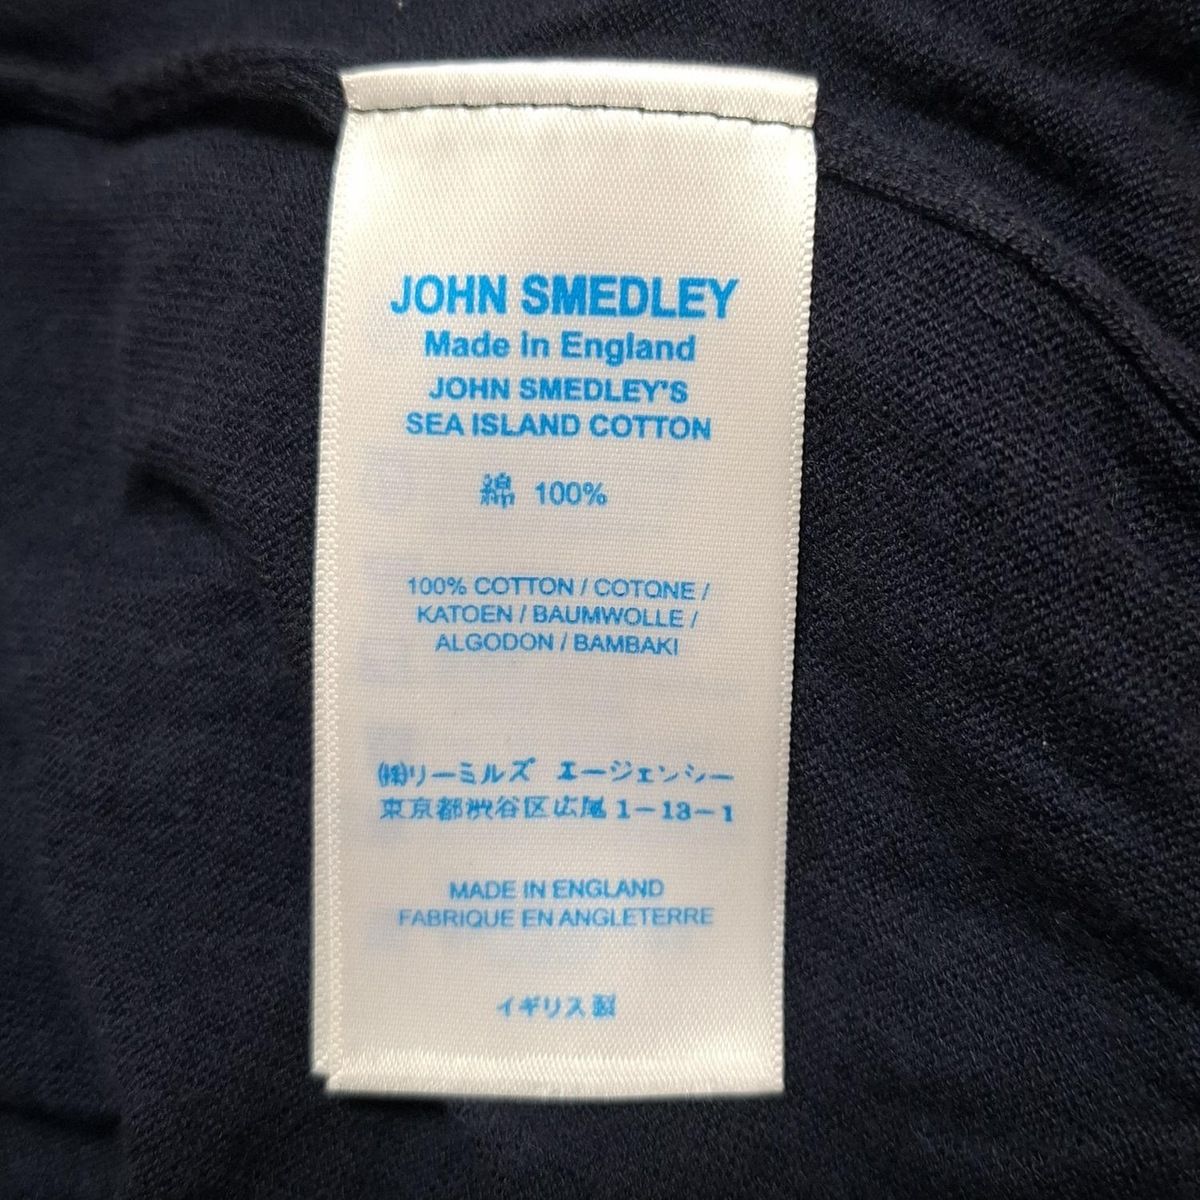 JOHN SMEDLEY
Made in England
JOHN SMEDLEY'S
SEA ISLAND COTTON
綿 100%
100% COTTON / COTONE /
KATOEN / BAUMWOLLE /
ALGODON / BAMBAKI
㈱リーミルズ エージェンシー
東京都渋谷区広尾1-13-1
MADE IN ENGLAND
FABRIQUE EN ANGLETERRE
イギリス製